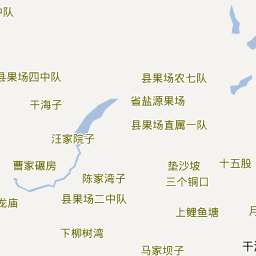 中队
县果场四中队
县果场农七队
干海子
省盐源果场
县果场直属一队
汪家院子
曹家碾房
垫沙坡
十五股
陈家湾子
三个铜口
龙庙
县果场二中队
上鲤鱼塘
下柳树湾
马家坝子